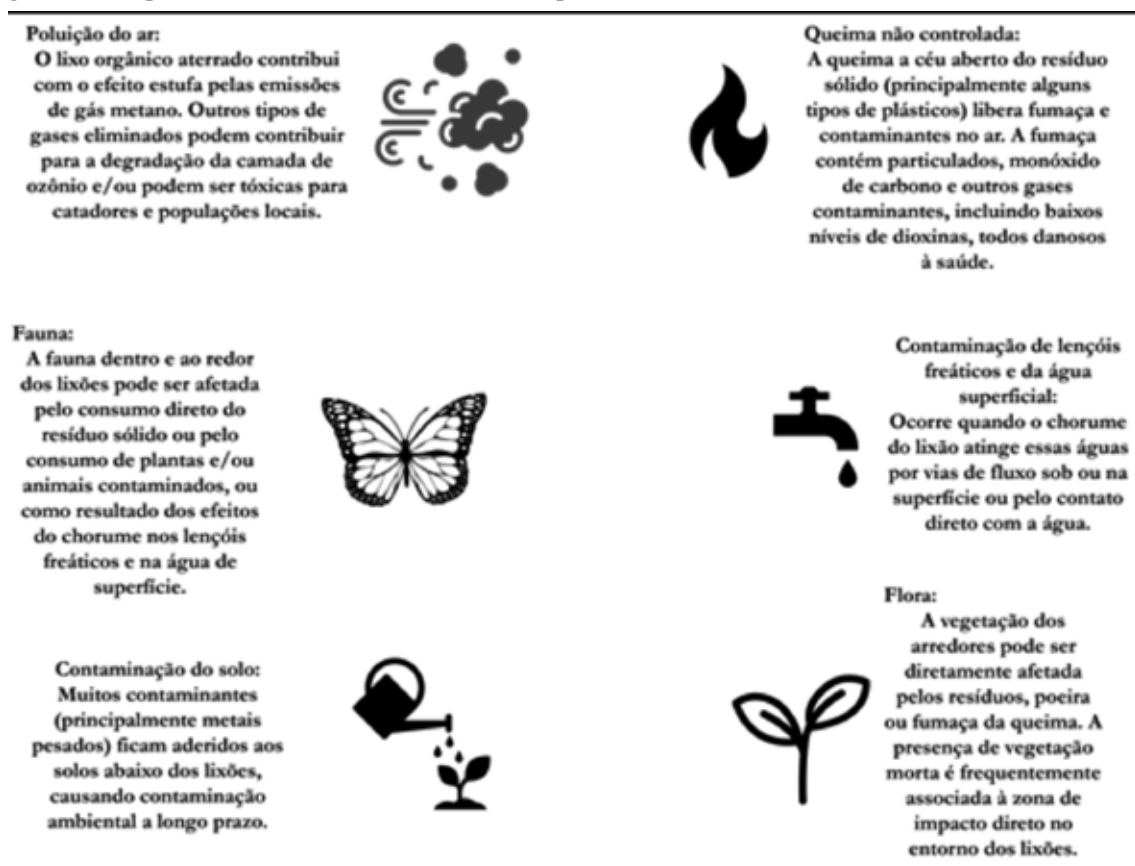 Poluição do ar:
O lixo orgânico aterrado contribui
com o efeito estufa pelas emissões
de gás metano. Outros tipos de
gases eliminados podem contribuir
para a degradação da camada de
ozônio e/ou podem ser tóxicas para
catadores e populações locais.
Queima não controlada:
A queima a céu aberto do resíduo
sólido (principalmente alguns
tipos de plásticos) libera fumaça e
contaminantes no ar. A fumaça
contém particulados, monóxido
de carbono e outros gases
contaminantes, incluindo baixos
níveis de dioxinas, todos danosos
à saúde.
Fauna:
A fauna dentro e ao redor
dos lixões pode ser afetada
pelo consumo direto do
resíduo sólido ou pelo
consumo de plantas e/ou
animais contaminados, ou
como resultado dos efeitos
do chorume nos lençóis
freáticos e na água de
superfície.
Contaminação de lençóis
freáticos e da água
superficial:
Ocorre quando o chorume
do lixão atinge essas águas
por vias de fluxo sob ou na
superfície ou pelo contato
direto com a água.
Contaminação do solo:
Muitos contaminantes
(principalmente metais
pesados) ficam aderidos aos
solos abaixo dos lixões,
causando contaminação
ambiental a longo prazo.
Flora:
A vegetação dos
arredores pode ser
diretamente afetada
pelos resíduos, poeira
ou fumaça da queima. A
presença de vegetação
morta é frequentemente
associada à zona de
impacto direto no
entorno dos lixões.